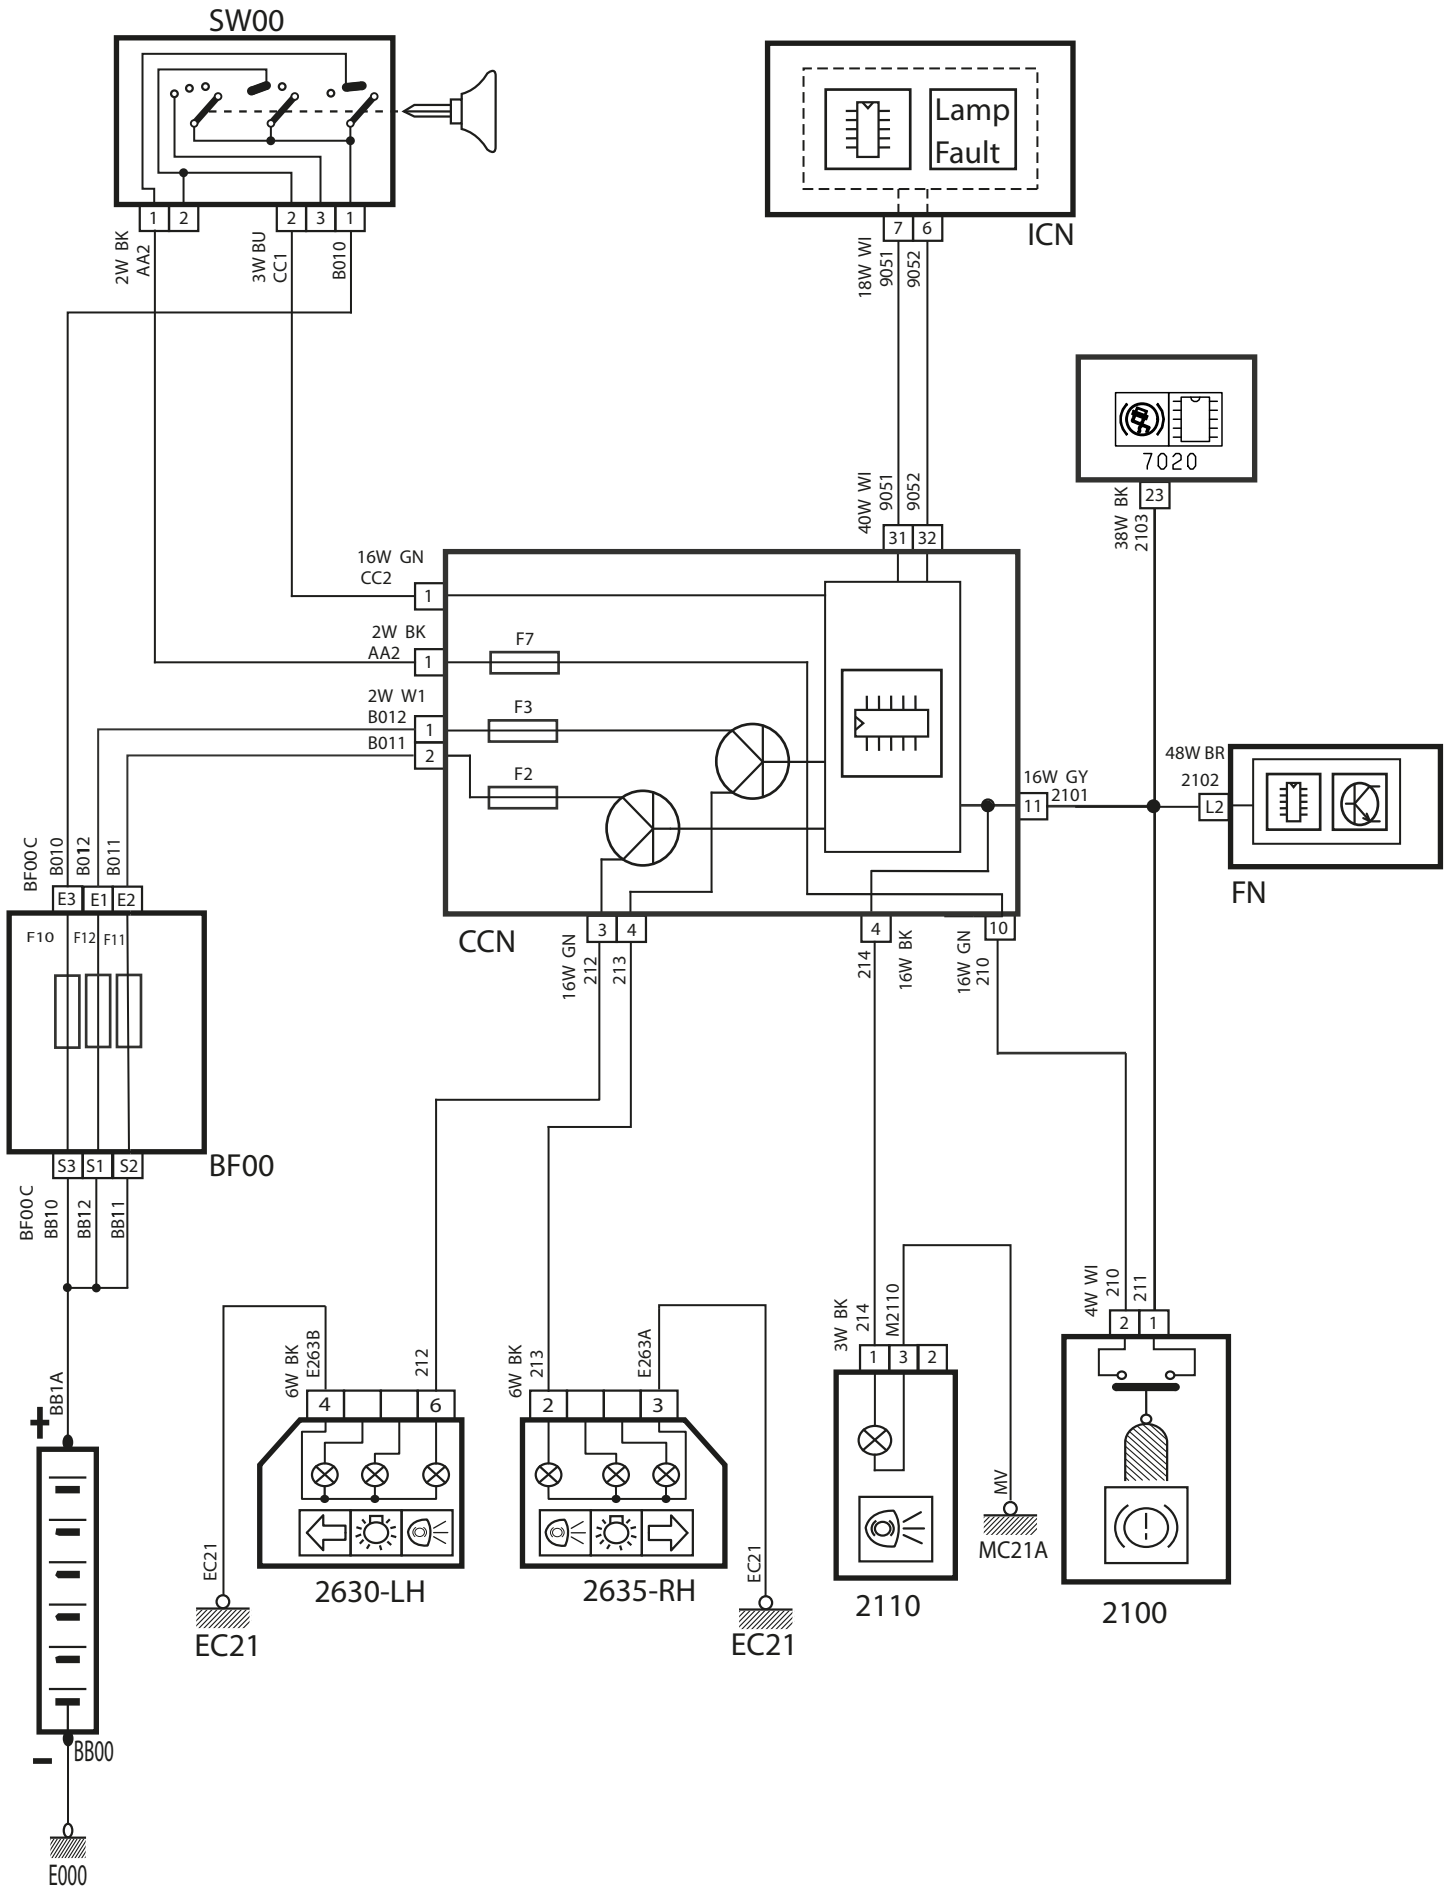 SW00
Lamp
Fault
1 2 2 3 1
2W BK
AA2
3W BU
CC1
B010
7 6
ICN
18W WI
9051
9052
7020
23
38W BK
2103
40W WI
9051
9052
31 32
16W GN
CC2
1
2W BK
AA2
1
F7
2W W1
B012
1
F3
B011
2
F2
16W GY
2101
11
48W BR
2102
L2
FN
CCN
3 4
4
10
16W GN
212
213
214
16W BK
16W GN
210
BF00C
B010
B012
B011
E3 E1 E2
F10 F12 F11
S3 S1 S2
BF00
BF00C
BB10
BB12
BB11
BB1A
+
BB00
−
E000
6W BK
E263B
212
4 6
EC21
2630-LH
EC21
6W BK
213
E263A
2 3
EC21
2635-RH
EC21
3W BK
214
M2110
1 3 2
2110
MV
MC21A
4W WI
210
211
2 1
2100